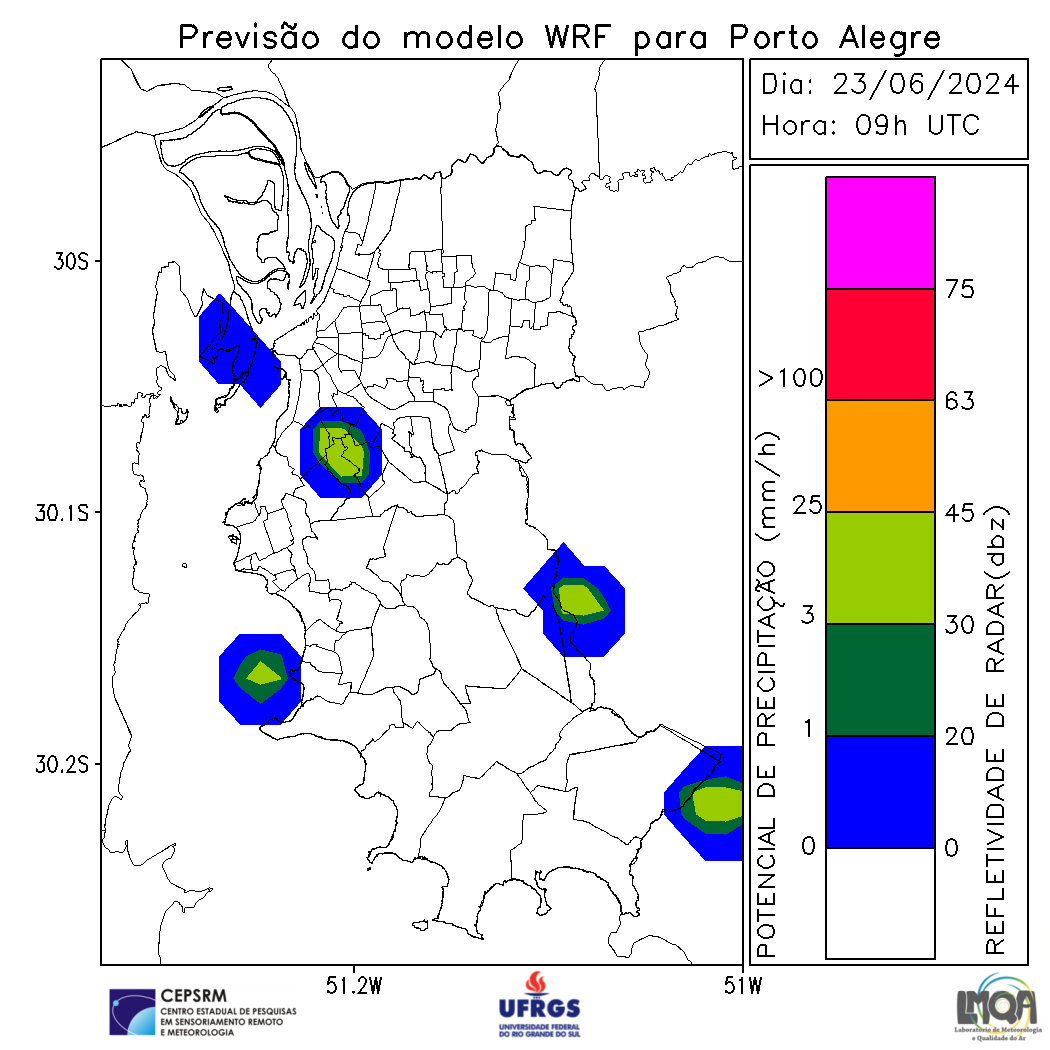 Previsão do modelo WRF para Porto Alegre
Dia: 23/06/2024
Hora: 09h UTC
30S
30.1S
30.2S
51.2W
51W
POTENCIAL DE PRECIPITAÇÃO (mm/h)
>100
25
3
1
0
75
63
45
30
20
0
REFLETIVIDADE DE RADAR(dbz)
CEPSRM
CENTRO ESTADUAL DE PESQUISAS
EM SENSORIAMENTO REMOTO
E METEOROLOGIA
UFRGS
UNIVERSIDADE FEDERAL
DO RIO GRANDE DO SUL
LMQA
Laboratório de Meteorologia
e Qualidade do Ar